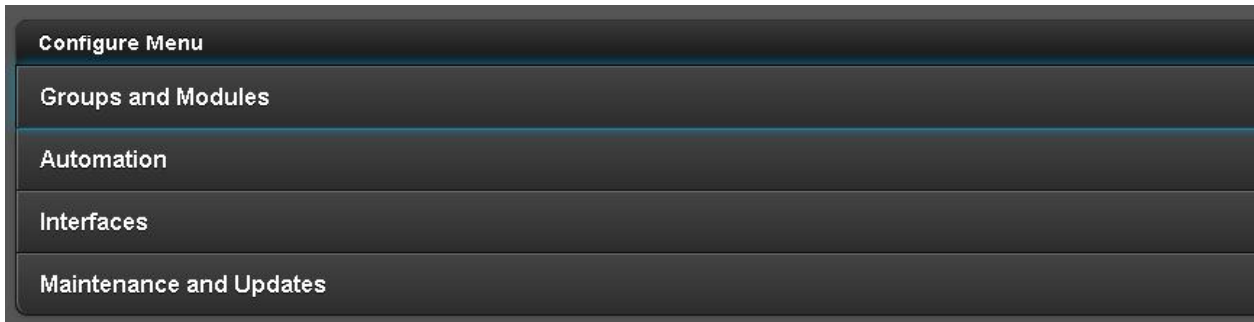 Configure Menu
Groups and Modules
Automation
Interfaces
Maintenance and Updates